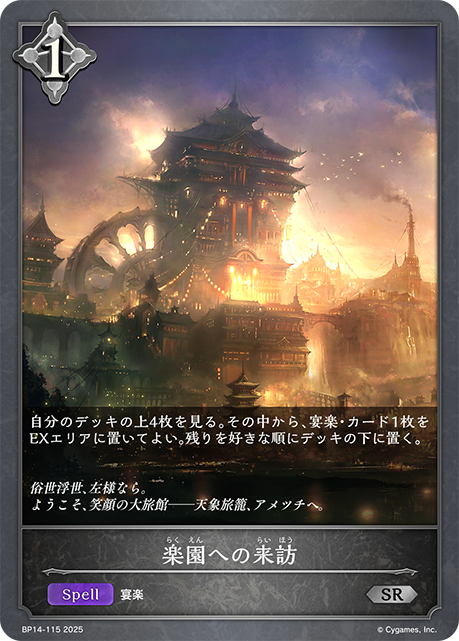 1
自分のデッキの上4枚を見る。その中から、宴楽・カード1枚を
EXエリアに置いてよい。残りを好きな順にデッキの下に置く。
俗世浮世、左様なら。
ようこそ、笑顔の大旅館――天象旅籠、アメツチへ。
らくえん らいほう
楽園への来訪
Spell 宴楽 SR
BP14-115 2025 © Cygames, Inc.